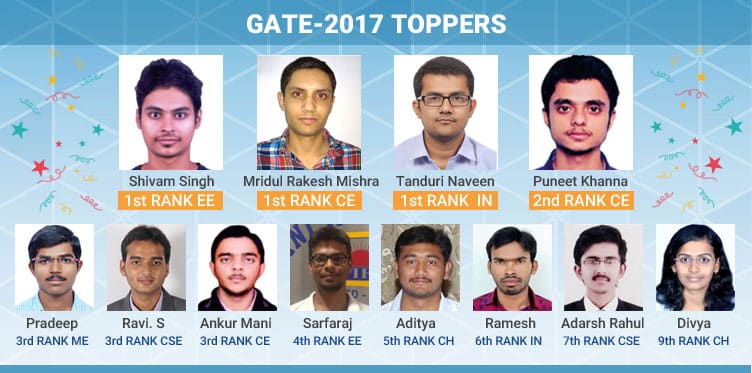 GATE-2017 TOPPERS
Shivam Singh
1st RANK EE
Mridul Rakesh Mishra
1st RANK CE
Tanduri Naveen
1st RANK IN
Puneet Khanna
2nd RANK CE
Pradeep
3rd RANK ME
Ravi. S
3rd RANK CSE
Ankur Mani
3rd RANK CE
Sarfaraj
4th RANK EE
Aditya
5th RANK CH
Ramesh
6th RANK IN
Adarsh Rahul
7th RANK CSE
Divya
9th RANK CH